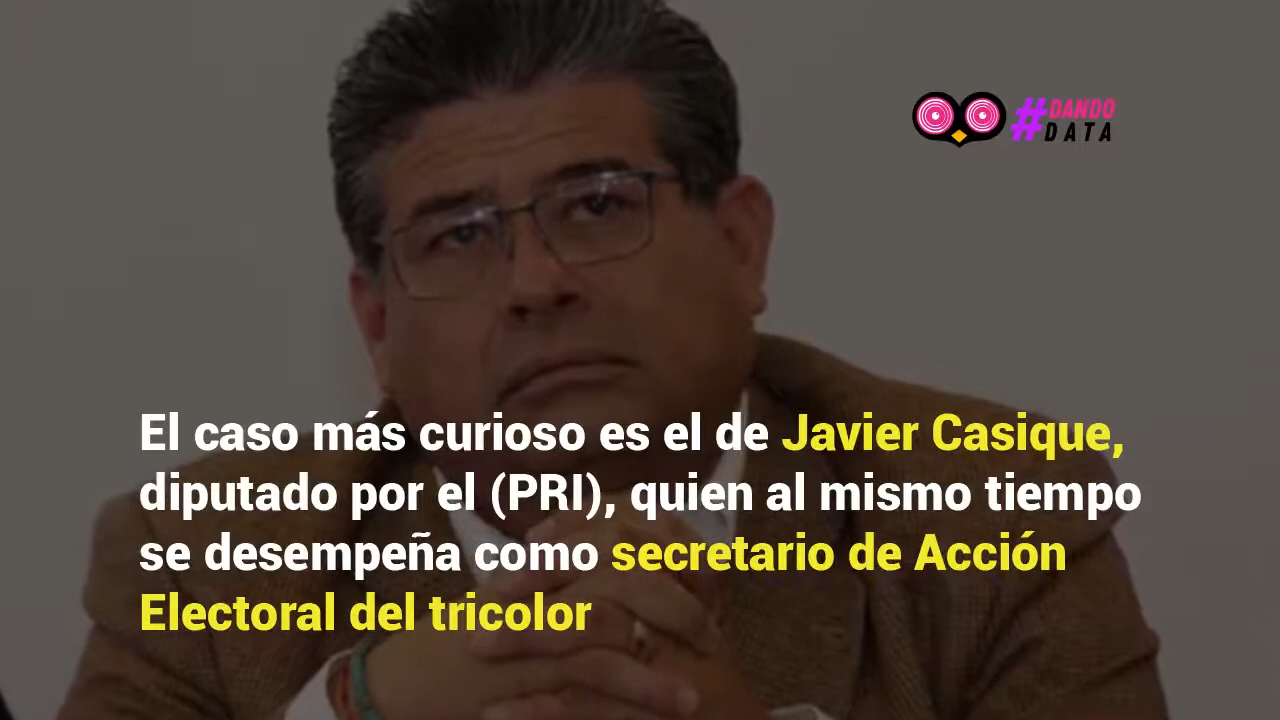 #DANDO
DATA
El caso más curioso es el de Javier Casique,
diputado por el (PRI), quien al mismo tiempo
se desempeña como secretario de Acción
Electoral del tricolor